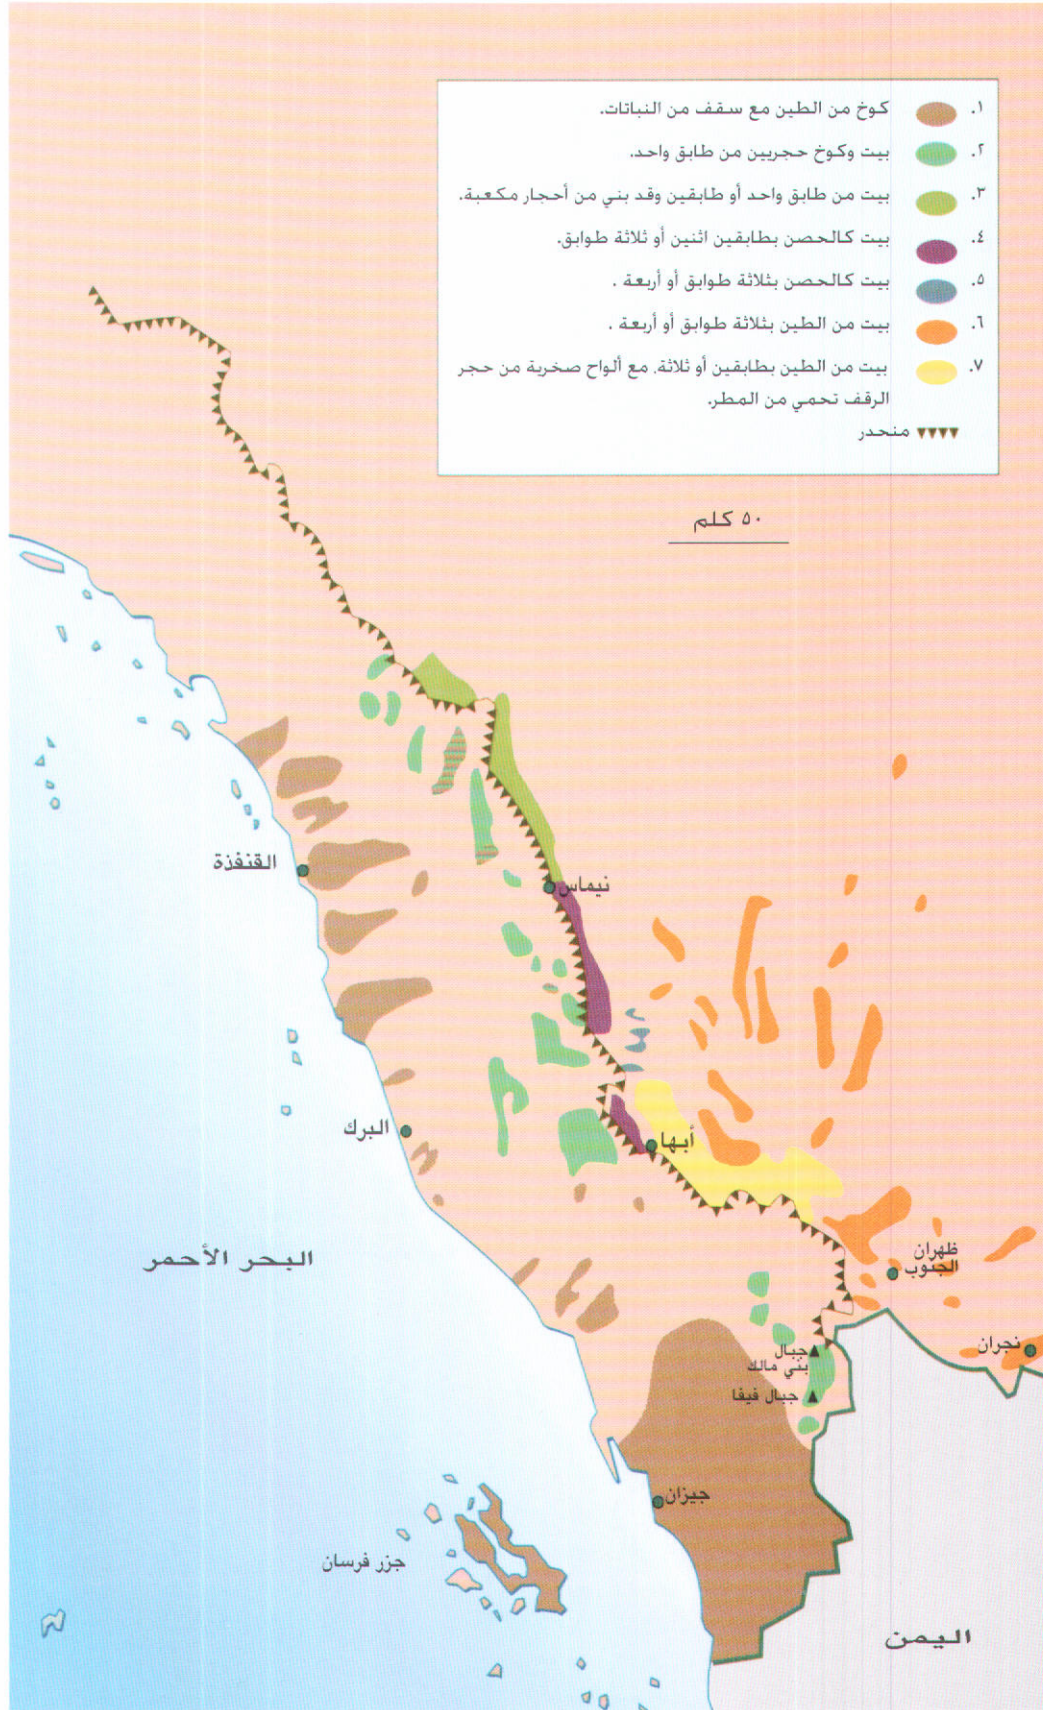 ١. كوخ من الطين مع سقف من النباتات.
٢. بيت وكوخ حجريين من طابق واحد.
٣. بيت من طابق واحد أو طابقين وقد بني من أحجار مكعبة.
٤. بيت كالحصن بطابقين اثنين أو ثلاثة طوابق.
٥. بيت كالحصن بثلاثة طوابق أو أربعة .
٦. بيت من الطين بثلاثة طوابق أو أربعة .
٧. بيت من الطين بطابقين أو ثلاثة، مع ألواح صخرية من حجر
الرقف تحمي من المطر.
منحدر
٥٠ كلم
القنفزة
نيماس
البرك
أبها
البحر الأحمر
ظهران
الجنوب
نجران
جبال
بني مالك
جبال فيفا
جيزان
جزر فرسان
اليمن